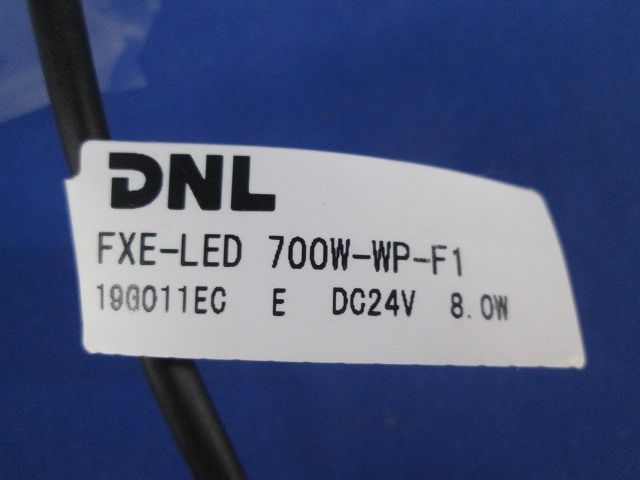 DNL
FXE-LED 700W-WP-F1
19G011EC E DC24V 8.0W